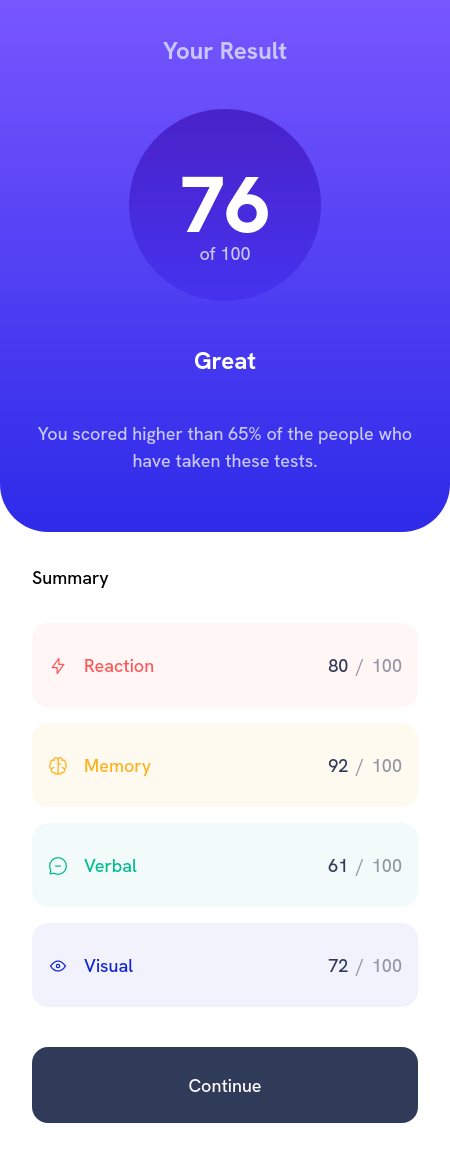 Your Result
76
of 100
Great
You scored higher than 65% of the people who
have taken these tests.
Summary
Reaction 80 / 100
Memory 92 / 100
Verbal 61 / 100
Visual 72 / 100
Continue